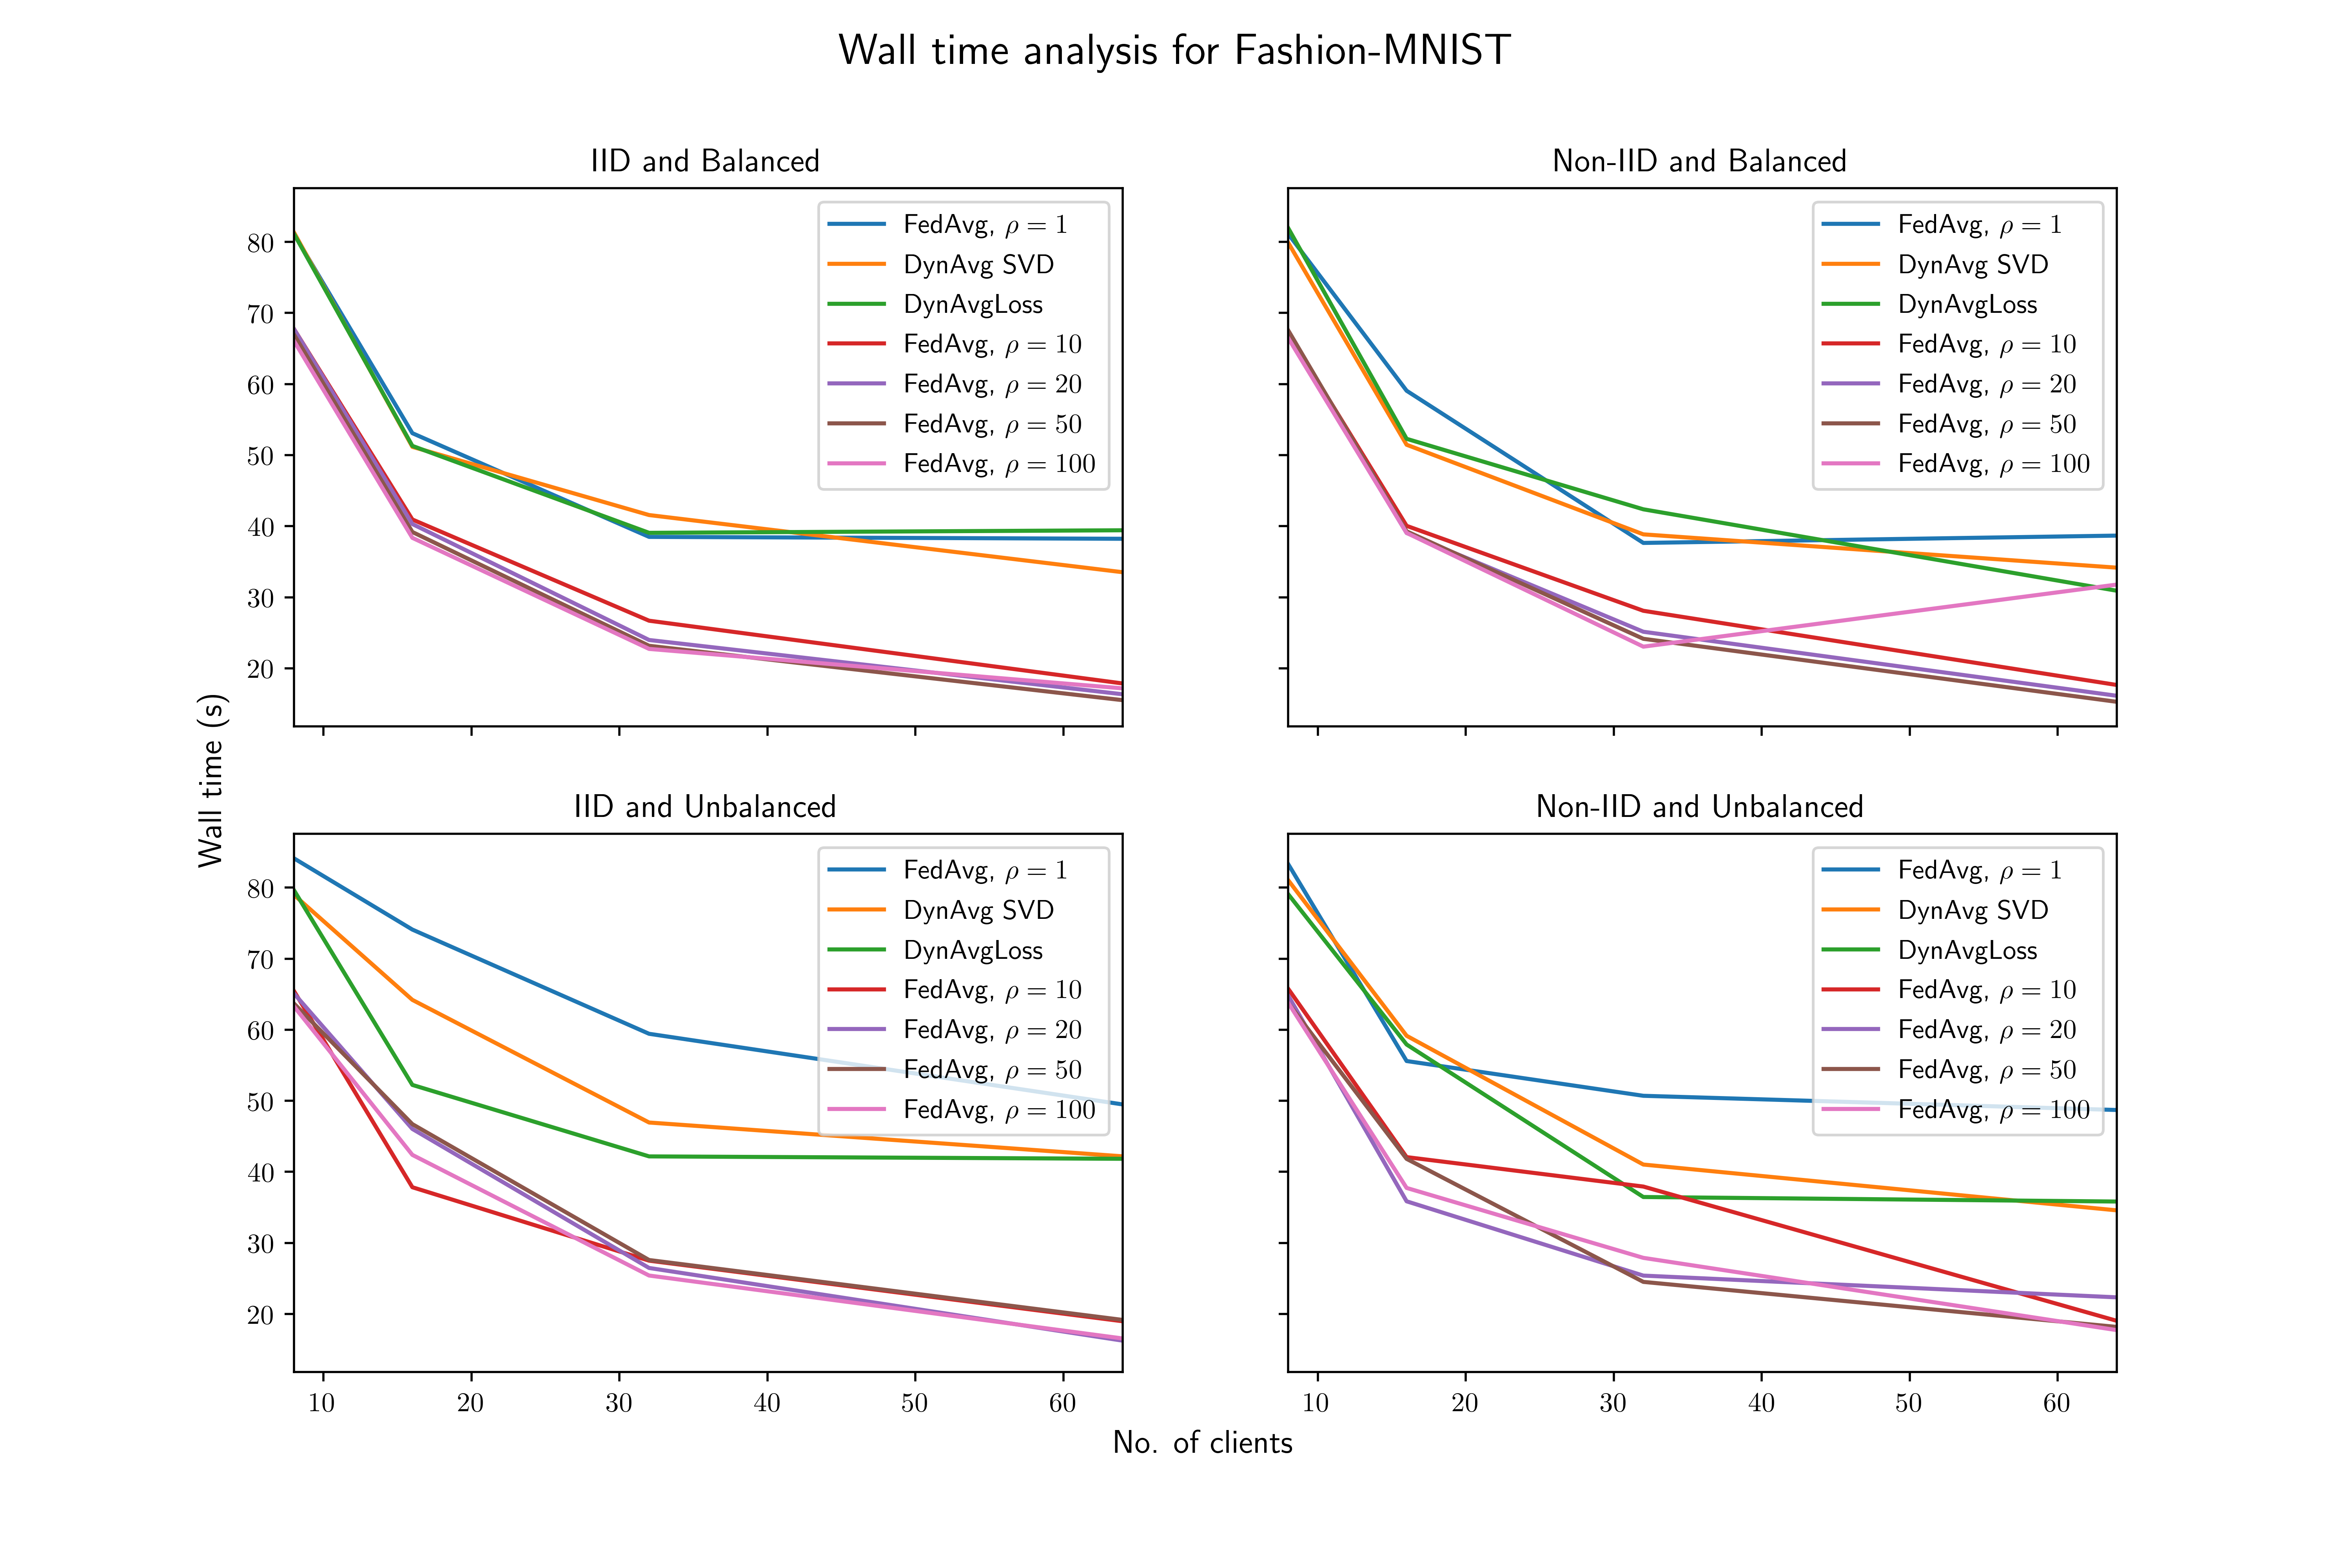 Wall time analysis for Fashion-MNIST
IID and Balanced
80
70
60
50
40
30
20
FedAvg, ρ = 1
DynAvg SVD
DynAvgLoss
FedAvg, ρ = 10
FedAvg, ρ = 20
FedAvg, ρ = 50
FedAvg, ρ = 100
Non-IID and Balanced
FedAvg, ρ = 1
DynAvg SVD
DynAvgLoss
FedAvg, ρ = 10
FedAvg, ρ = 20
FedAvg, ρ = 50
FedAvg, ρ = 100
Wall time (s)
IID and Unbalanced
80
70
60
50
40
30
20
FedAvg, ρ = 1
DynAvg SVD
DynAvgLoss
FedAvg, ρ = 10
FedAvg, ρ = 20
FedAvg, ρ = 50
FedAvg, ρ = 100
10 20 30 40 50 60
Non-IID and Unbalanced
FedAvg, ρ = 1
DynAvg SVD
DynAvgLoss
FedAvg, ρ = 10
FedAvg, ρ = 20
FedAvg, ρ = 50
FedAvg, ρ = 100
10 20 30 40 50 60
No. of clients